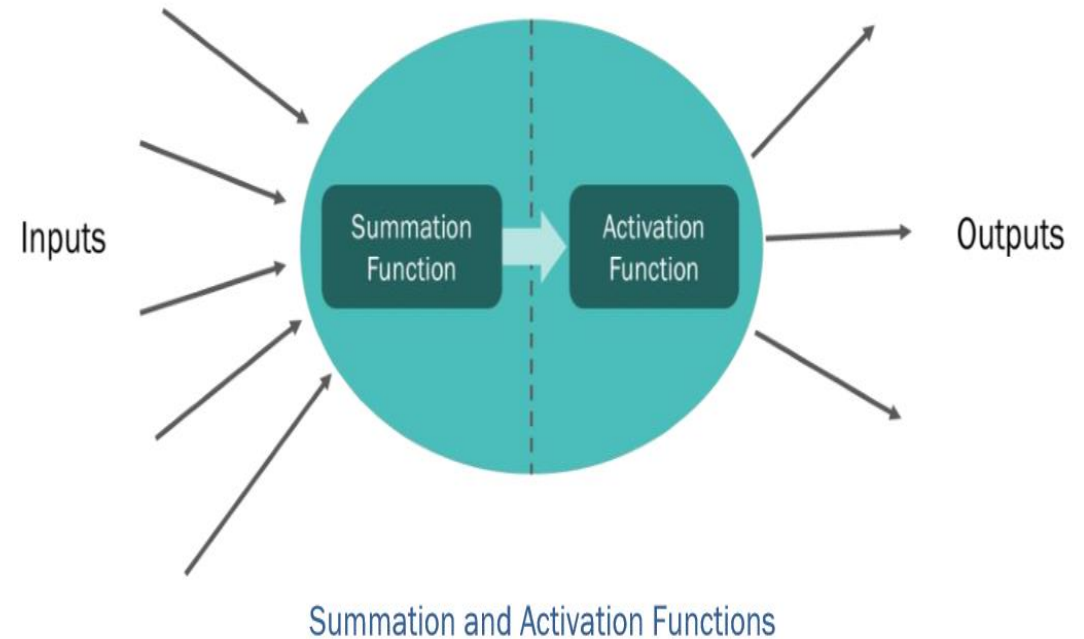 Inputs
Summation
Function
Activation
Function
Outputs
Summation and Activation Functions